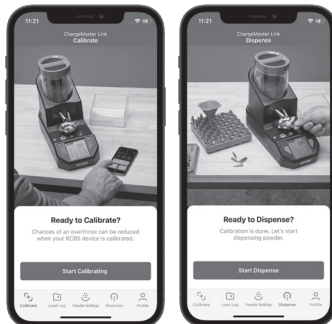 11:21
ChargeMaster Link
Calibrate
Ready to Calibrate?
Chances of an overthrow can be reduced
when your RCBS device is calibrated.
Start Calibrating
Calibrate
Load Log
Powder Settings
Dispense
Profile
11:21
ChargeMaster Link
Dispense
Ready to Dispense?
Calibration is done. Let's start
dispensing powder.
Start Dispense
Calibrate
Load Log
Powder Settings
Dispense
Profile